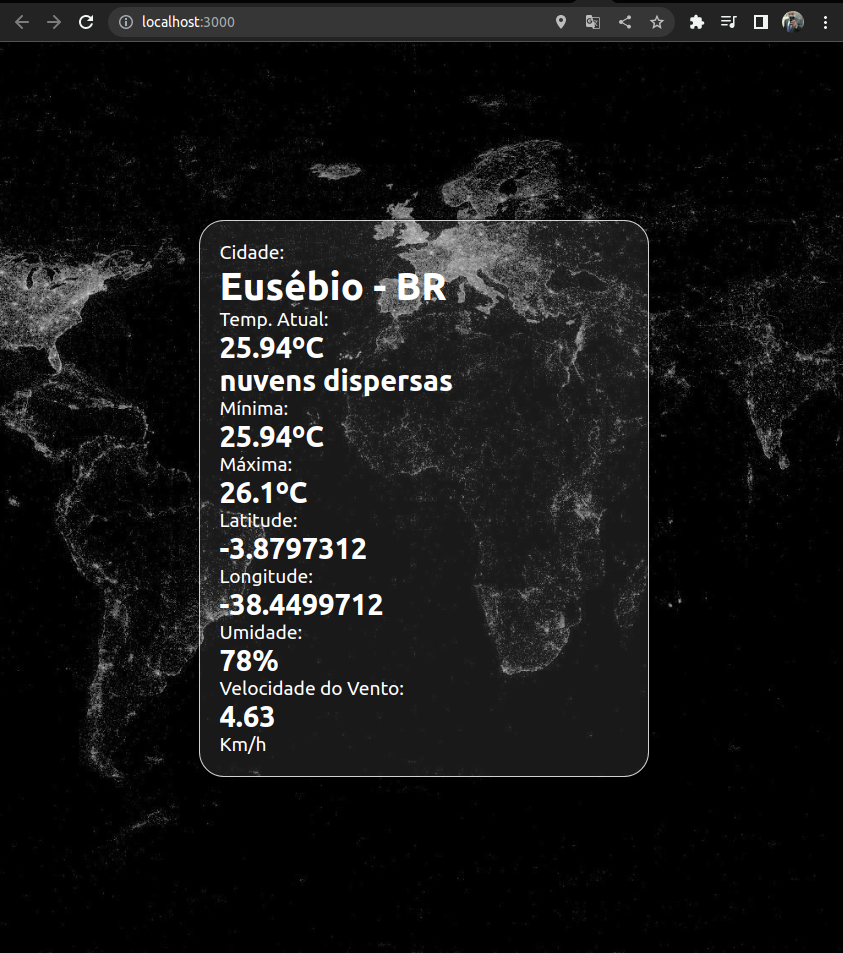 localhost:3000
Cidade:
Eusébio - BR
Temp. Atual:
25.94ºC
nuvens dispersas
Mínima:
25.94ºC
Máxima:
26.1ºC
Latitude:
-3.8797312
Longitude:
-38.4499712
Umidade:
78%
Velocidade do Vento:
4.63
Km/h